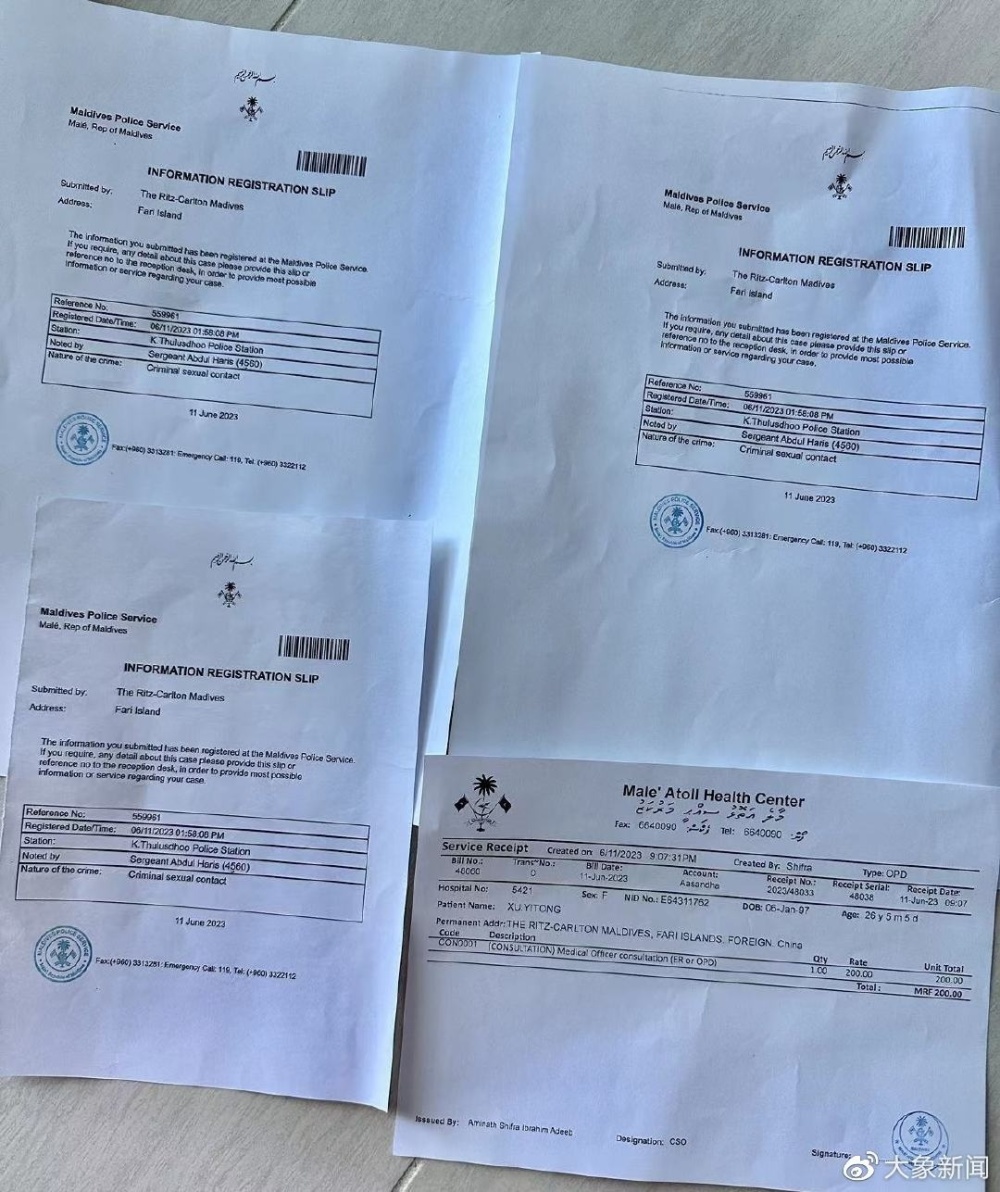 Maldives Police Service
Malé, Rep of Maldives
INFORMATION REGISTRATION SLIP
Submitted by: The Ritz-Carlton Madives
Address: Fari Island
The information you submitted has been registered at the Maldives Police Service.
If you require, any detail about this case please provide this slip or
reference no to the reception desk, in order to provide most possible
information or service regarding your case.
Reference No: 559961
Registered Date/Time: 06/11/2023 01:58:08 PM
Station: K.Thulusdhoo Police Station
Noted by Sergeant Abdul Haris (4560)
Nature of the crime: Criminal sexual contact
11 June 2023
Fax:(+960) 3313281: Emergency Call: 119, Tel: (+960) 3322112
Maldives Police Service
Malé, Rep of Maldives
INFORMATION REGISTRATION SLIP
Submitted by: The Ritz-Carlton Madives
Address: Fari Island
The information you submitted has been registered at the Maldives Police Service.
If you require, any detail about this case please provide this slip or
reference no to the reception desk, in order to provide most possible
information or service regarding your case.
Reference No: 559961
Registered Date/Time: 06/11/2023 01:58:08 PM
Station: K.Thulusdhoo Police Station
Noted by Sergeant Abdul Haris (4560)
Nature of the crime: Criminal sexual contact
11 June 2023
Fax:(+960) 3313281: Emergency Call: 119, Tel: (+960) 3322112
Maldives Police Service
Malé, Rep of Maldives
INFORMATION REGISTRATION SLIP
Submitted by: The Ritz-Carlton Madives
Address: Fari Island
The information you submitted has been registered at the Maldives Police Service.
If you require, any detail about this case please provide this slip or
reference no to the reception desk, in order to provide most possible
information or service regarding your case.
Reference No: 559961
Registered Date/Time: 06/11/2023 01:58:08 PM
Station: K.Thulusdhoo Police Station
Noted by Sergeant Abdul Haris (4560)
Nature of the crime: Criminal sexual contact
11 June 2023
Fax:(+960) 3313281: Emergency Call: 119, Tel: (+960) 3322112
Male' Atoll Health Center
މާލެ އަތޮޅު ސިއްޙީ މަރުކަޒު
Fax: 6640090 Tel: 6640090
Service Receipt Created on 6/11/2023 9:07:31PM Created By: Shifra Type: OPD
Bill No.: Trans No.: Bill Date: Account: Receipt No.: Receipt Serial: Receipt Date:
48060 0 11-Jun-2023 Aasandha 2023/48033 48038 11-Jun-23 09:07
Hospital No: 5421 Sex: F NID No.: E64311762 DOB: 06-Jan-97 Age: 26 y 5 m 5 d
Patient Name: XU YITONG
Permanent Addr: THE RITZ-CARLTON MALDIVES, FARI ISLANDS, FOREIGN, China
Code Description Qty Rate Unit Total
CON0001 (CONSULTATION) Medical Officer consultation (ER or OPD) 1.00 200.00 200.00
Total: MRF 200.00
Issued By: Aminath Shifra Ibrahim Adeeb Designation: CSO Signature:
大象新闻